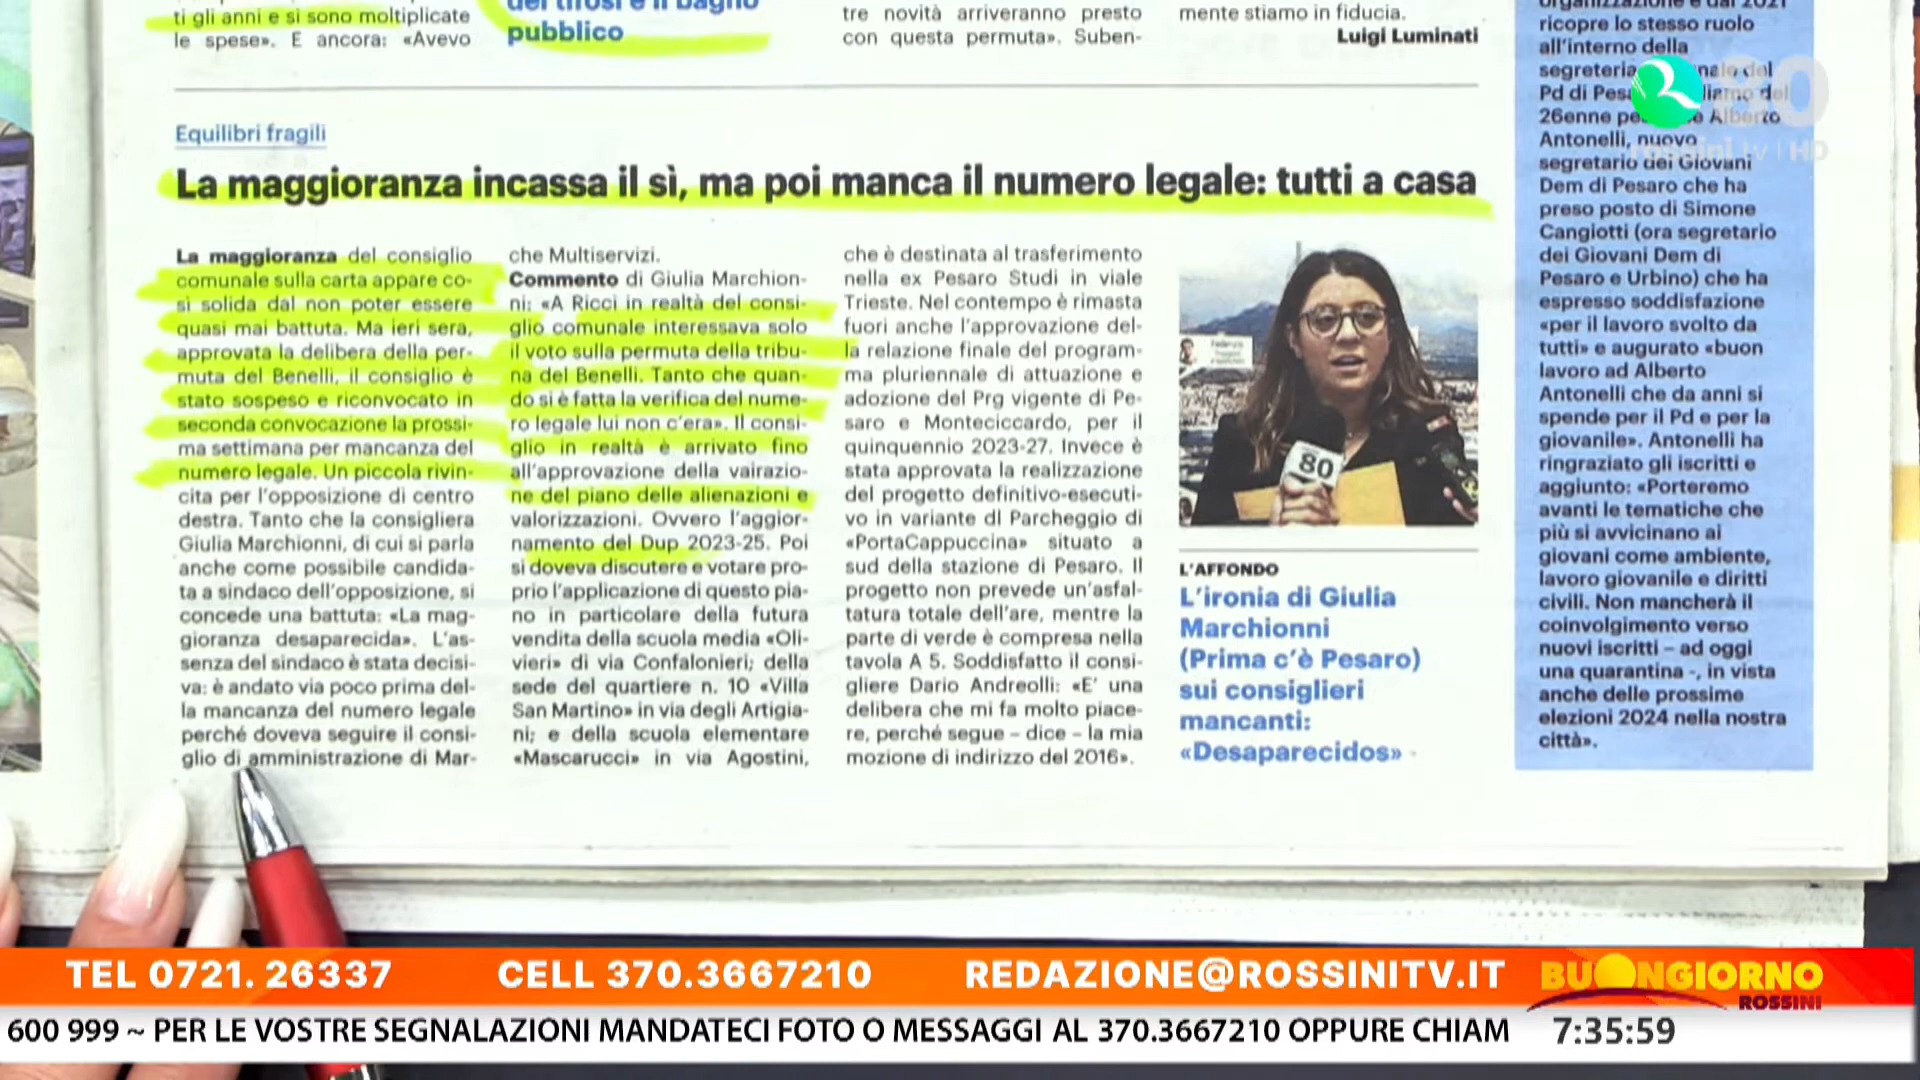 ti gli anni e si sono moltiplicate
le spese». E ancora: «Avevo
dei tifosi e il bagno
pubblico
tre novità arriveranno presto
con questa permuta». Suben-
mente stiamo in fiducia.
Luigi Luminati
Equilibri fragili
La maggioranza incassa il sì, ma poi manca il numero legale: tutti a casa
La maggioranza del consiglio
comunale sulla carta appare co-
sì solida dal non poter essere
quasi mai battuta. Ma ieri sera,
approvata la delibera della per-
muta del Benelli, il consiglio è
stato sospeso e riconvocato in
seconda convocazione la prossi-
ma settimana per mancanza del
numero legale. Un piccola rivin-
cita per l'opposizione di centro
destra. Tanto che la consigliera
Giulia Marchionni, di cui si parla
anche come possibile candida-
ta a sindaco dell'opposizione, si
concede una battuta: «La mag-
gioranza desaparecida». L'as-
senza del sindaco è stata decisi-
va: è andato via poco prima del-
la mancanza del numero legale
perché doveva seguire il consi-
glio di amministrazione di Mar-
che Multiservizi.
Commento di Giulia Marchion-
ni: «A Ricci in realtà del consi-
glio comunale interessava solo
il voto sulla permuta della tribu-
na del Benelli. Tanto che quan-
do si è fatta la verifica del nume-
ro legale lui non c'era». Il consi-
glio in realtà è arrivato fino
all'approvazione della vairazio-
ne del piano delle alienazioni e
valorizzazioni. Ovvero l'aggior-
namento del Dup 2023-25. Poi
si doveva discutere e votare pro-
prio l'applicazione di questo pia-
no in particolare della futura
vendita della scuola media «Oli-
vieri» di via Confalonieri; della
sede del quartiere n. 10 «Villa
San Martino» in via degli Artigia-
ni; e della scuola elementare
«Mascarucci» in via Agostini,
che è destinata al trasferimento
nella ex Pesaro Studi in viale
Trieste. Nel contempo è rimasta
fuori anche l'approvazione del-
la relazione finale del program-
ma pluriennale di attuazione e
adozione del Prg vigente di Pe-
saro e Monteciccardo, per il
quinquennio 2023-27. Invece è
stata approvata la realizzazione
del progetto definitivo-esecuti-
vo in variante dl Parcheggio di
«PortaCappuccina» situato a
sud della stazione di Pesaro. Il
progetto non prevede un'asfal-
tatura totale dell'are, mentre la
parte di verde è compresa nella
tavola A 5. Soddisfatto il consi-
gliere Dario Andreolli: «E' una
delibera che mi fa molto piace-
re, perché segue – dice – la mia
mozione di indirizzo del 2016».
80
L'AFFONDO
L'ironia di Giulia
Marchionni
(Prima c'è Pesaro)
sui consiglieri
mancanti:
«Desaparecidos»
organizzazione e dal 2021
ricopre lo stesso ruolo
all'interno della
segreteria
Pd di
26enne Alberto
Antonelli, nuovo
segretario dei Giovani
Dem di Pesaro che ha
preso posto di Simone
Cangiotti (ora segretario
dei Giovani Dem di
Pesaro e Urbino) che ha
espresso soddisfazione
«per il lavoro svolto da
tutti» e augurato «buon
lavoro ad Alberto
Antonelli che da anni si
spende per il Pd e per la
giovanile». Antonelli ha
ringraziato gli iscritti e
aggiunto: «Porteremo
avanti le tematiche che
più si avvicinano ai
giovani come ambiente,
lavoro giovanile e diritti
civili. Non mancherà il
coinvolgimento verso
nuovi iscritti – ad oggi
una quarantina -, in vista
anche delle prossime
elezioni 2024 nella nostra
città».
80
rossini tv | HD
TEL 0721. 26337 CELL 370.3667210 REDAZIONE@ROSSINITV.IT
BUONGIORNO
ROSSINI
600 999 ~ PER LE VOSTRE SEGNALAZIONI MANDATECI FOTO O MESSAGGI AL 370.3667210 OPPURE CHIAM
7:35:59